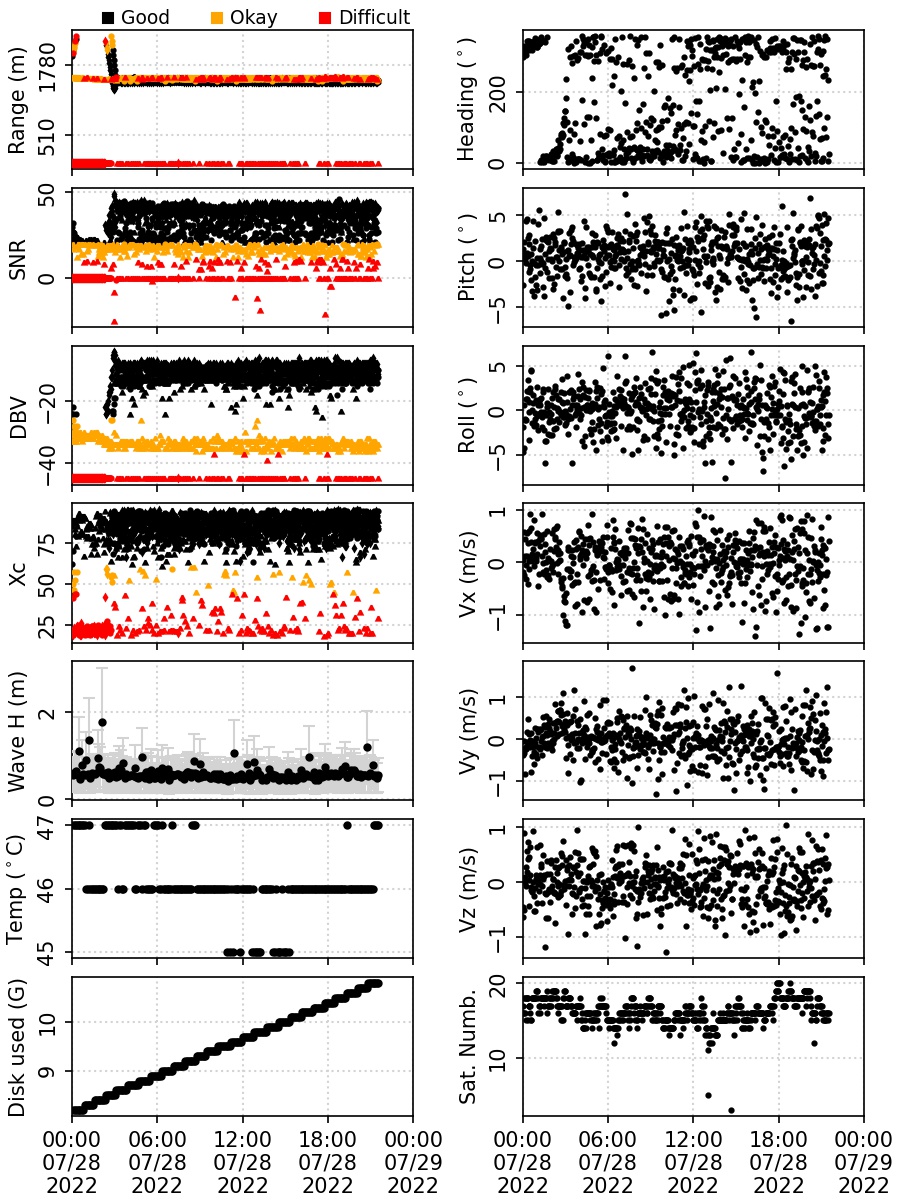 Good Okay Difficult
Range (m)
1780
510
Heading (°)
200
0
SNR
50
0
Pitch (°)
5
0
−5
DBV
−20
−40
Roll (°)
5
0
−5
Xc
75
50
25
Vx (m/s)
1
0
−1
Wave H (m)
2
0
Vy (m/s)
1
0
−1
Temp (°C)
47
46
45
Vz (m/s)
1
0
−1
Disk used (G)
10
9
Sat. Numb.
20
10
00:00 06:00 12:00 18:00 00:00
07/28 07/28 07/28 07/28 07/29
2022 2022 2022 2022 2022
00:00 06:00 12:00 18:00 00:00
07/28 07/28 07/28 07/28 07/29
2022 2022 2022 2022 2022